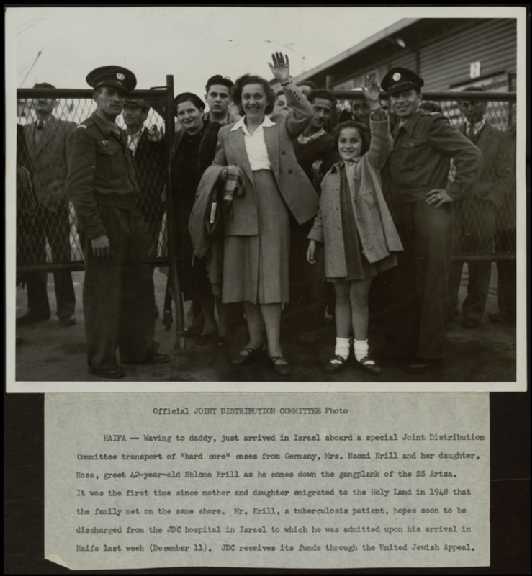 Official JOINT DISTRIBUTION COMMITTEE Photo
HAIFA -- Waving to daddy, just arrived in Israel aboard a special Joint Distribution
Committee transport of "hard core" cases from Germany, Mrs. Naomi Krill and her daughter,
Rosa, greet 42-year-old Shloma Krill as he comes down the gangplank of the SS Artza.
It was the first time since mother and daughter emigrated to the Holy Land in 1948 that
the family met on the same shore. Mr. Krill, a tuberculosis patient, hopes soon to be
discharged from the JDC hospital in Israel to which he was admitted upon his arrival in
Haifa last week (December 11). JDC receives its funds through the United Jewish Appeal.